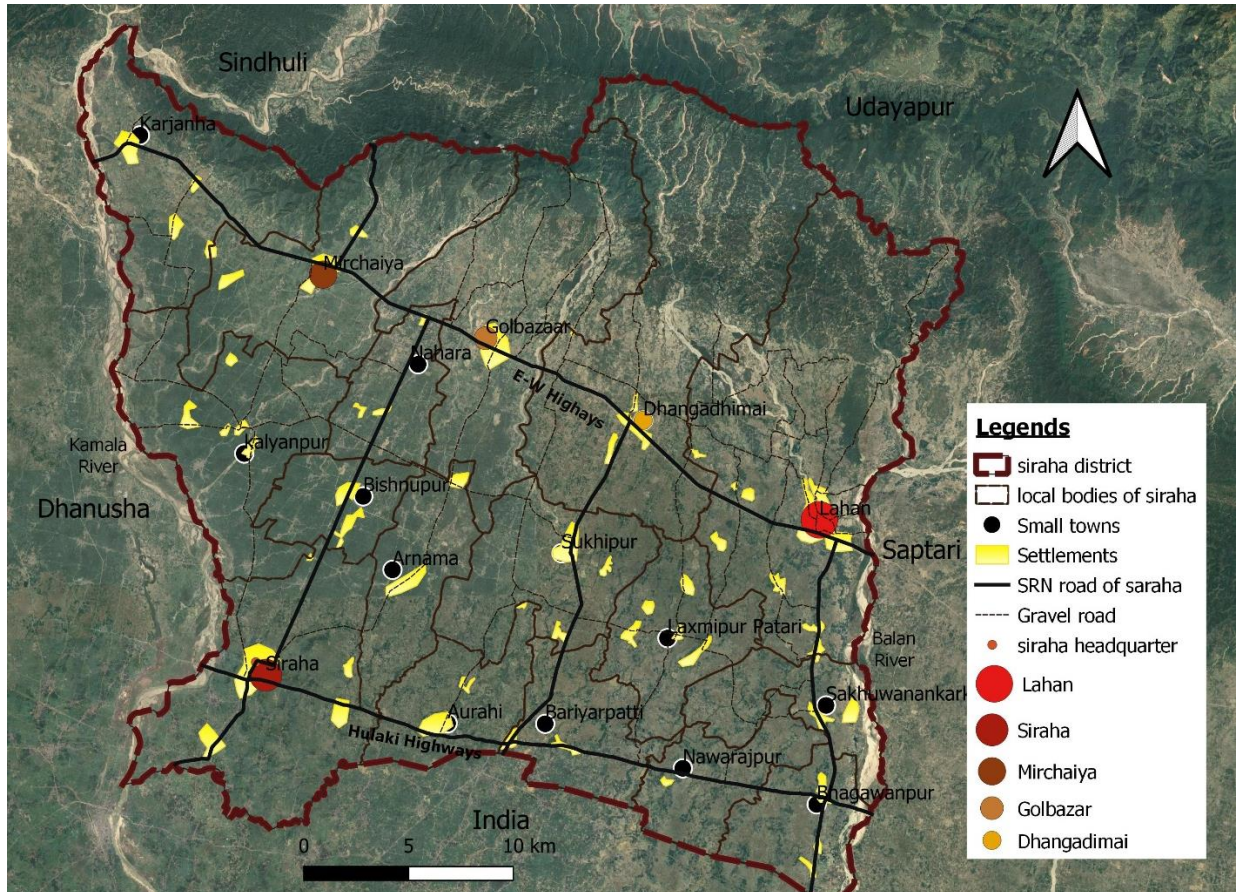 Sindhuli
Udayapur
Karjanha
Mirchaiya
Golbazaar
Nahara
E-W Highays
Dhangadhimai
Kamala
River
Kalyanpur
Dhanusha
Bishnupur
Lahan
Arnama
Sukhipur
Saptari
Laxmipur Patari
Balan
River
Siraha
Sakhuwanankark
Aurahi
Bariyarpatti
Hulaki Highways
Nawarajpur
Bhagawanpur
India
0 5 10 km
Legends
siraha district
local bodies of siraha
Small towns
Settlements
SRN road of saraha
Gravel road
siraha headquarter
Lahan
Siraha
Mirchaiya
Golbazar
Dhangadimai